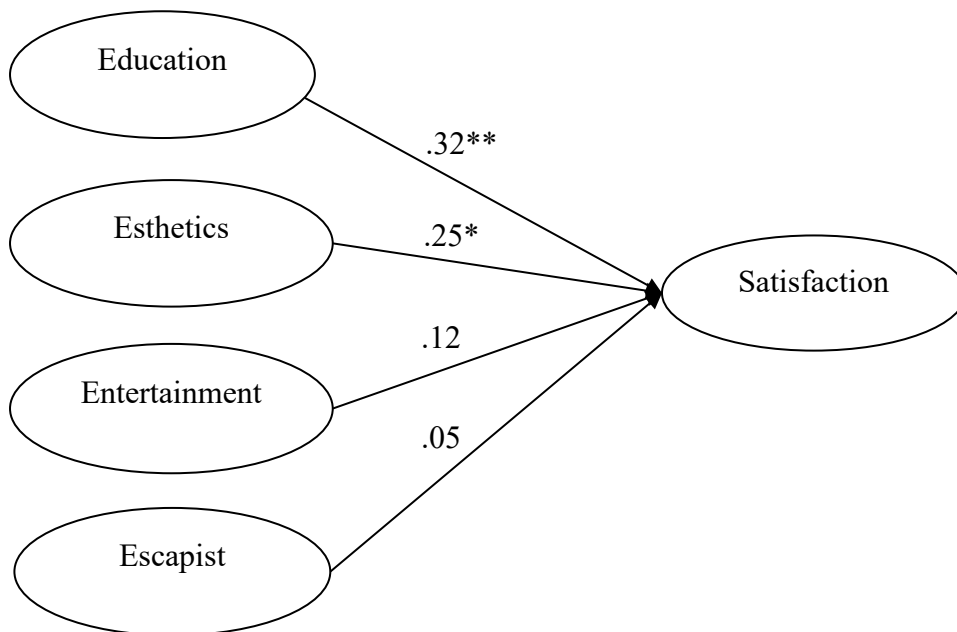 Education
.32**
Esthetics
.25*
Satisfaction
.12
Entertainment
.05
Escapist